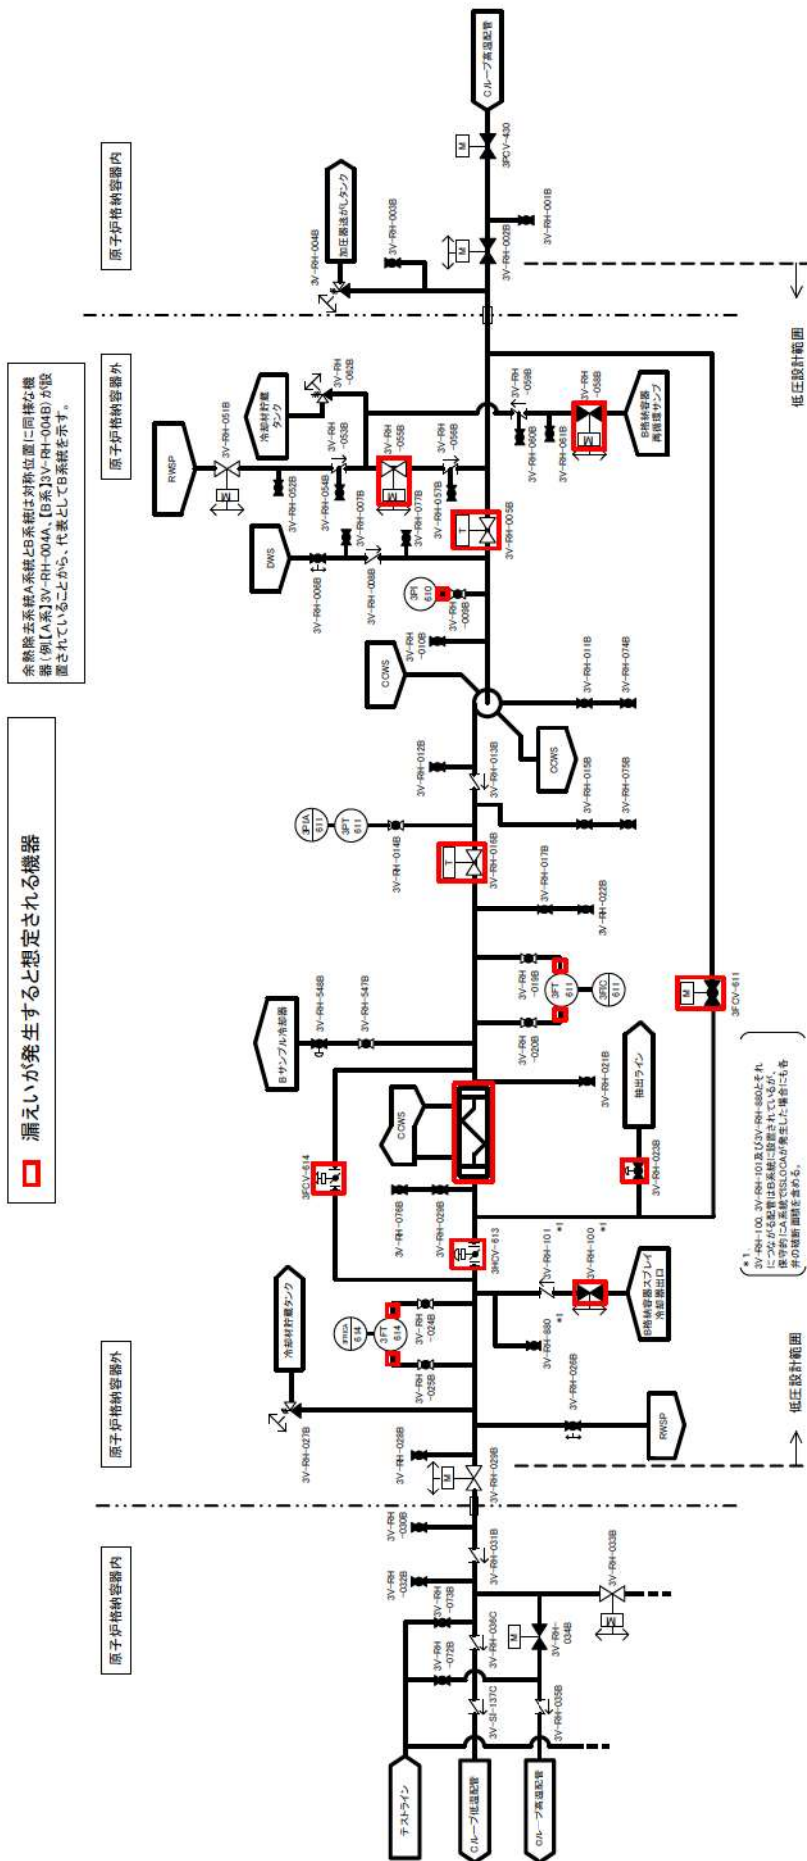 漏えいが発生すると想定される機器
余熱除去系統A系統とB系統は対称位置に同様な機
器(例【A系】3V-RH-004A、【B系】3V-RH-004B)が設
置されていることから、代表としてB系統を示す。
原子炉格納容器内
原子炉格納容器外
原子炉格納容器外
原子炉格納容器内
テストライン
Cループ低温配管
Cループ高温配管
3V-SI-137C
3V-RH-035B
3V-RH
-072B
3V-RH
-073B
3V-RH-036C
3V-RH-
034B
M
3V-RH-033B
M
3V-RH
-032B
3V-RH
-030B
3V-RH-031B
3V-RH-029B
M
3V-RH-028B
3V-RH-027B
冷却材貯蔵タンク
3V-RH-026B
RWSP
614
3FT
614
3V-RH
-025B
3V-RH
-024B
3V-RH-880
*1
3V-RH-101
*1
3V-RH-100
*1
B格納容器スプレイ
冷却器出口
3HCV-613
3FCV-614
3V-RH-076B
3V-RH-029B
CCWS
3V-RH-023B
抽出ライン
3V-RH-021B
Bサンプル冷却器
3V-RH-548B
3V-RH-547B
3V-RH
-020B
3V-RH
-019B
3FT
611
3FIC
611
3V-RH-017B
3V-RH-022B
T
3V-RH-016B
3PIA
611
3PT
611
3V-RH-014B
3V-RH-012B
3V-RH-013B
3V-RH-015B
3V-RH-075B
CCWS
CCWS
3V-RH-011B
3V-RH-074B
3V-RH
-010B
3PI
610
3V-RH
-009B
DWS
3V-RH-006B
3V-RH-007B
3V-RH-008B
3V-RH-077B
T
3V-RH-005B
RWSP
M
3V-RH-051B
3V-RH-052B
3V-RH
-053B
3V-RH-054B
3V-RH
-055B
M
3V-RH
-056B
3V-RH-057B
冷却材貯蔵
タンク
3V-RH
-062B
3V-RH
-059B
3V-RH-060B
3V-RH-061B
3V-RH
-058B
M
B格納容器
再循環サンプ
M
3FCV-611
3V-RH-004B
加圧器逃がしタンク
3V-RH-003B
M
3V-RH-002B
3V-RH-001B
M
3PCV-430
Cループ高温配管
低圧設計範囲
低圧設計範囲
*1.
3V-RH-100、3V-RH-101及び3V-RH-880とそれ
につながる配管はB系統に設置されているが、
保守的にA系統でISLOCAが発生した場合にも各
弁の破断面積を含める。